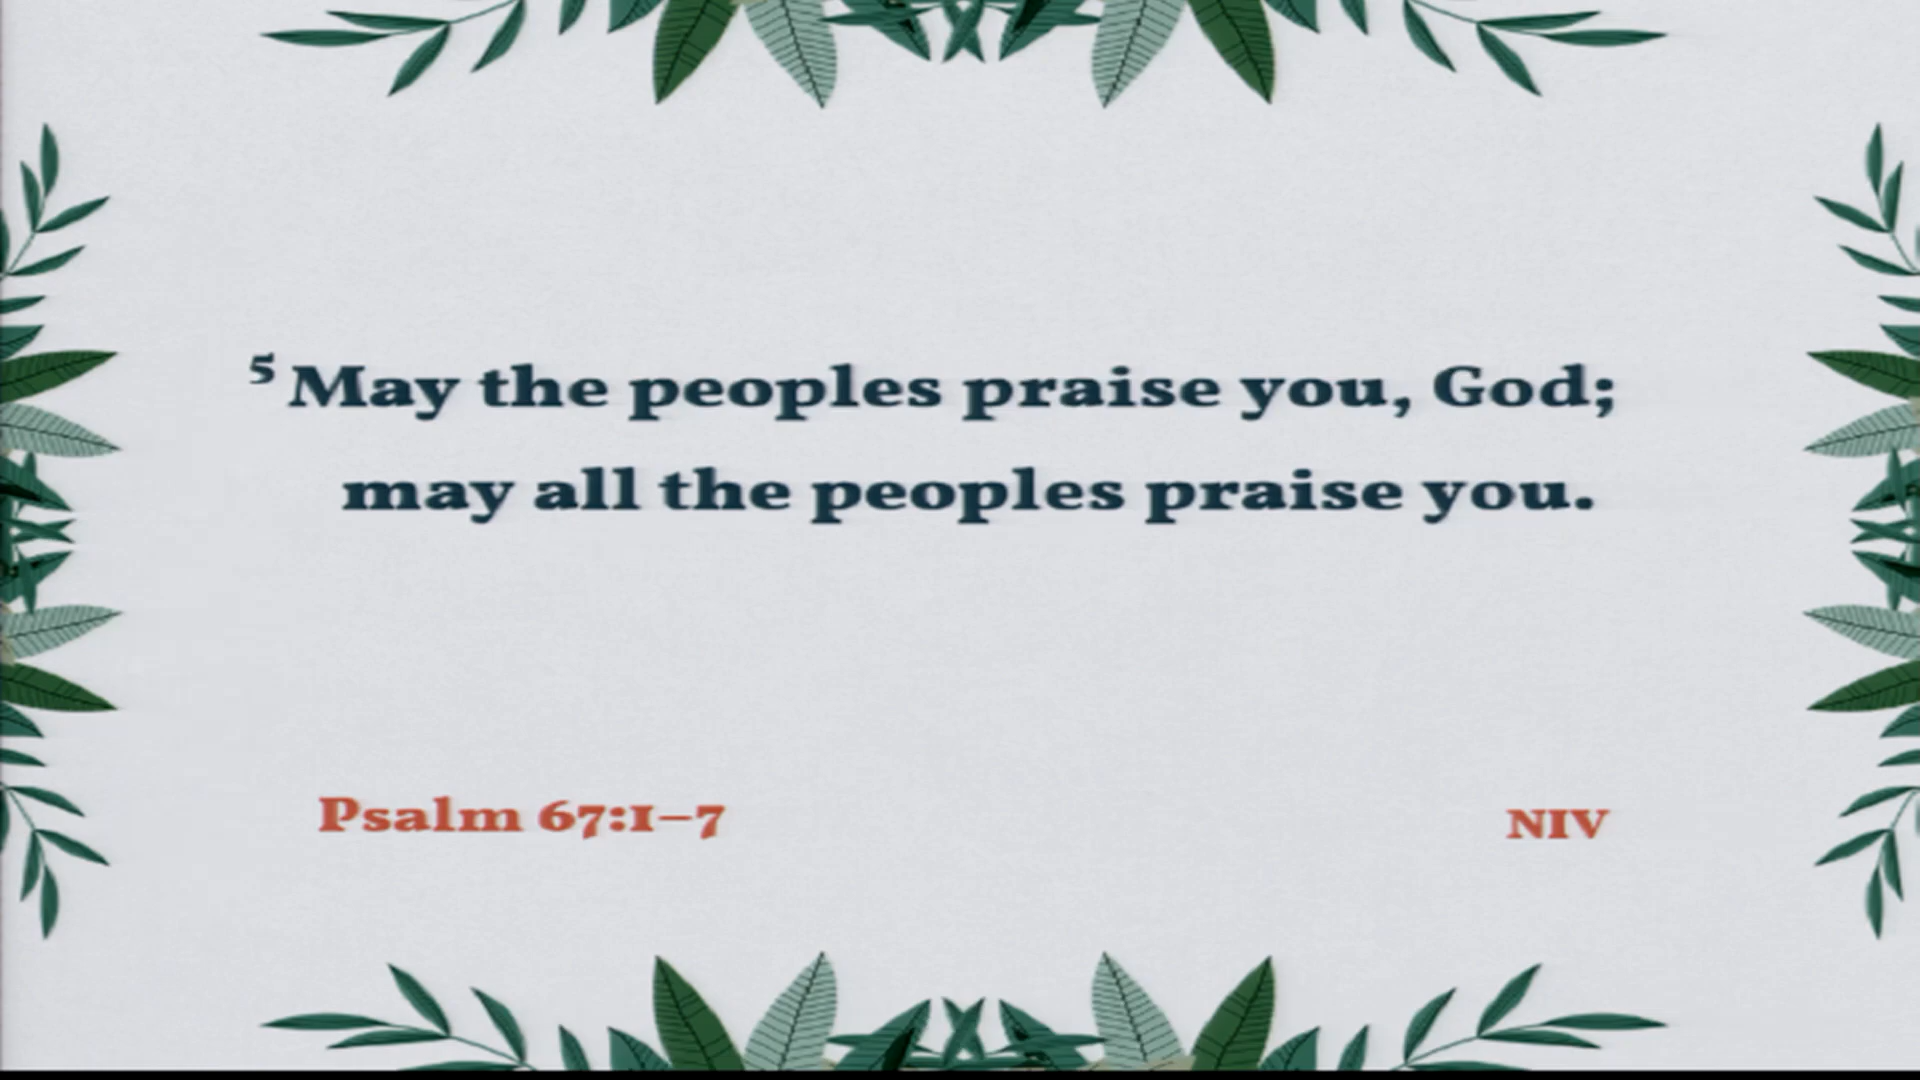 5 May the peoples praise you, God;
may all the peoples praise you.
Psalm 67:1–7
NIV